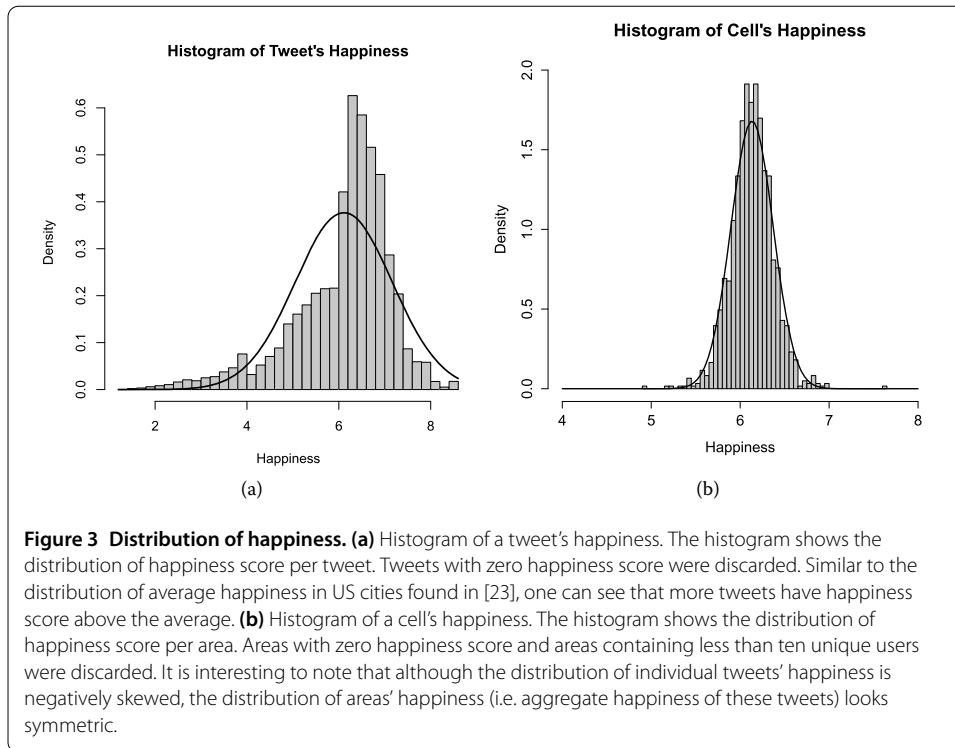 Histogram of Tweet's Happiness
Density
0.0 0.1 0.2 0.3 0.4 0.5 0.6
2 4 6 8
Happiness
(a)
Histogram of Cell's Happiness
Density
0.0 0.5 1.0 1.5 2.0
4 5 6 7 8
Happiness
(b)
Figure 3 Distribution of happiness. (a) Histogram of a tweet's happiness. The histogram shows the
distribution of happiness score per tweet. Tweets with zero happiness score were discarded. Similar to the
distribution of average happiness in US cities found in [23], one can see that more tweets have happiness
score above the average. (b) Histogram of a cell's happiness. The histogram shows the distribution of
happiness score per area. Areas with zero happiness score and areas containing less than ten unique users
were discarded. It is interesting to note that although the distribution of individual tweets' happiness is
negatively skewed, the distribution of areas' happiness (i.e. aggregate happiness of these tweets) looks
symmetric.